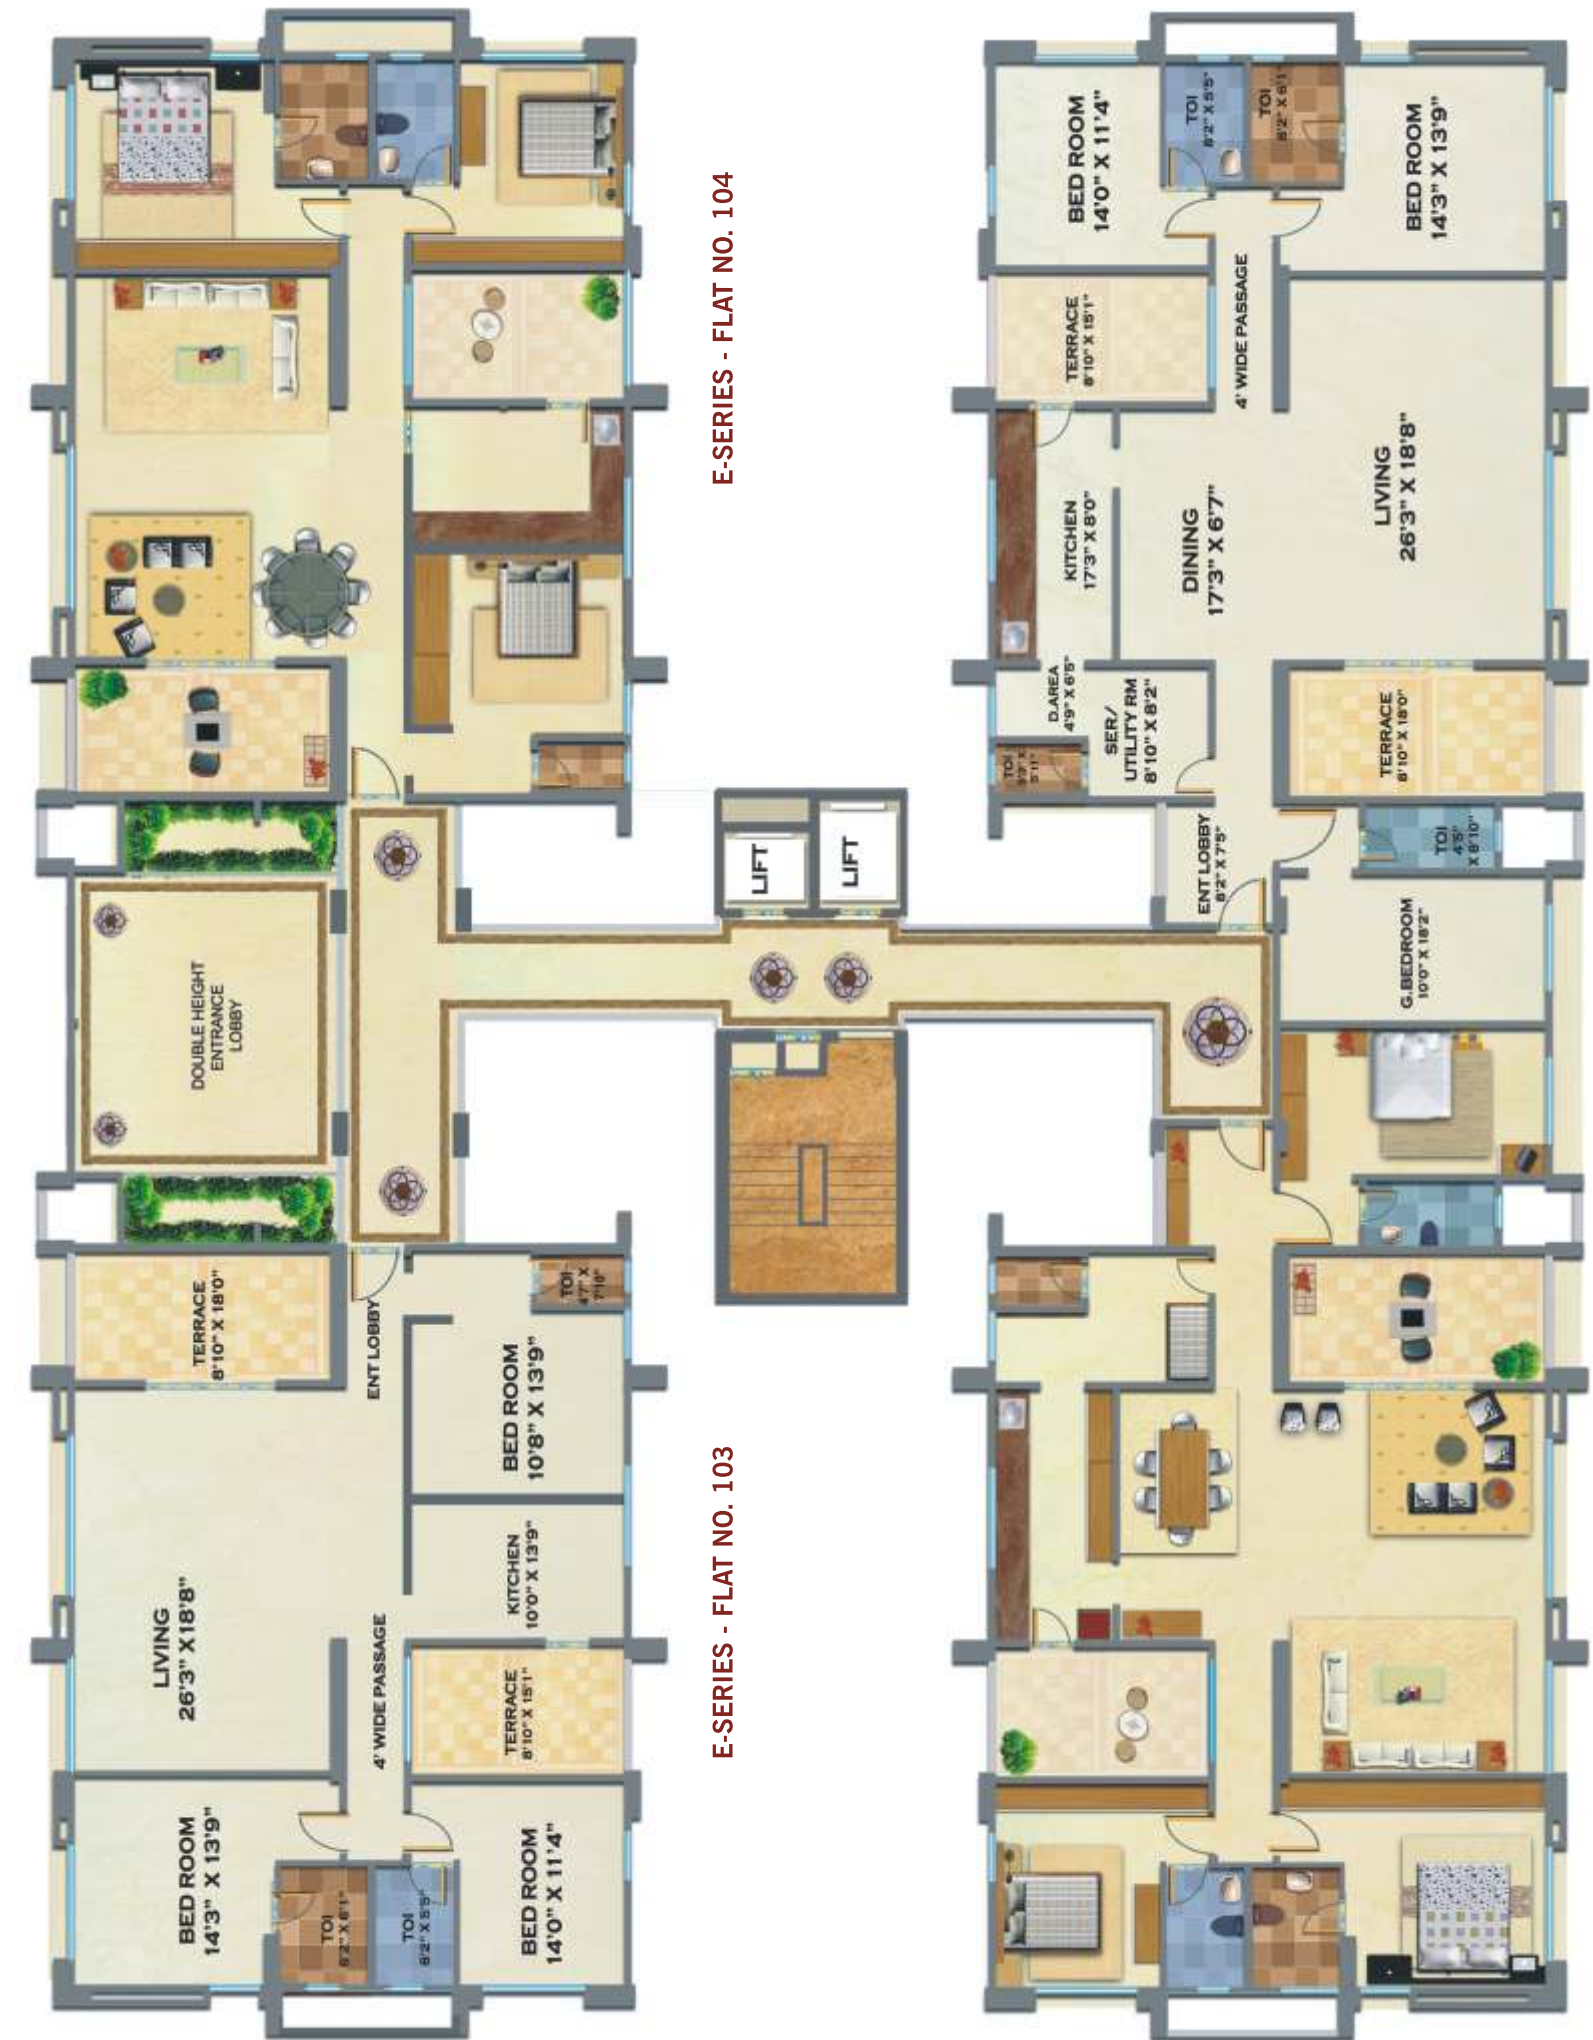 E-SERIES - FLAT NO. 104
BED ROOM
14'0" X 11'4"
TOI
8'2" X 5'5"
TOI
8'2" X 6'1"
BED ROOM
14'3" X 13'9"
TERRACE
8'10" X 15'1"
4' WIDE PASSAGE
KITCHEN
17'3" X 8'0"
DINING
17'3" X 6'7"
LIVING
26'3" X 18'8"
D.AREA
4'9" X 6'5"
TOI
SER/
UTILITY RM
8'10" X 8'2"
TERRACE
8'10" X 18'0"
ENT LOBBY
8'2" X 7'5"
TOI
4'5"
X 8'10"
G.BEDROOM
10'0" X 18'2"
LIFT
LIFT
DOUBLE HEIGHT
ENTRANCE
LOBBY
TERRACE
8'10" X 18'0"
ENT LOBBY
TOI
4'7" X
7'10"
BED ROOM
10'8" X 13'9"
LIVING
26'3" X 18'8"
KITCHEN
10'0" X 13'9"
4' WIDE PASSAGE
TERRACE
8'10" X 15'1"
BED ROOM
14'3" X 13'9"
TOI
8'2" X 6'1"
TOI
8'2" X 5'5"
BED ROOM
14'0" X 11'4"
E-SERIES - FLAT NO. 103